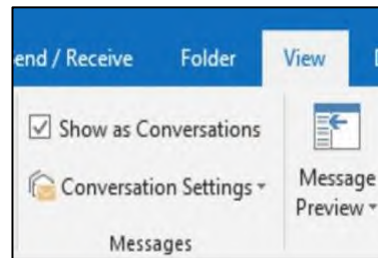 end / Receive Folder View
Show as Conversations
Conversation Settings
Message
Preview
Messages